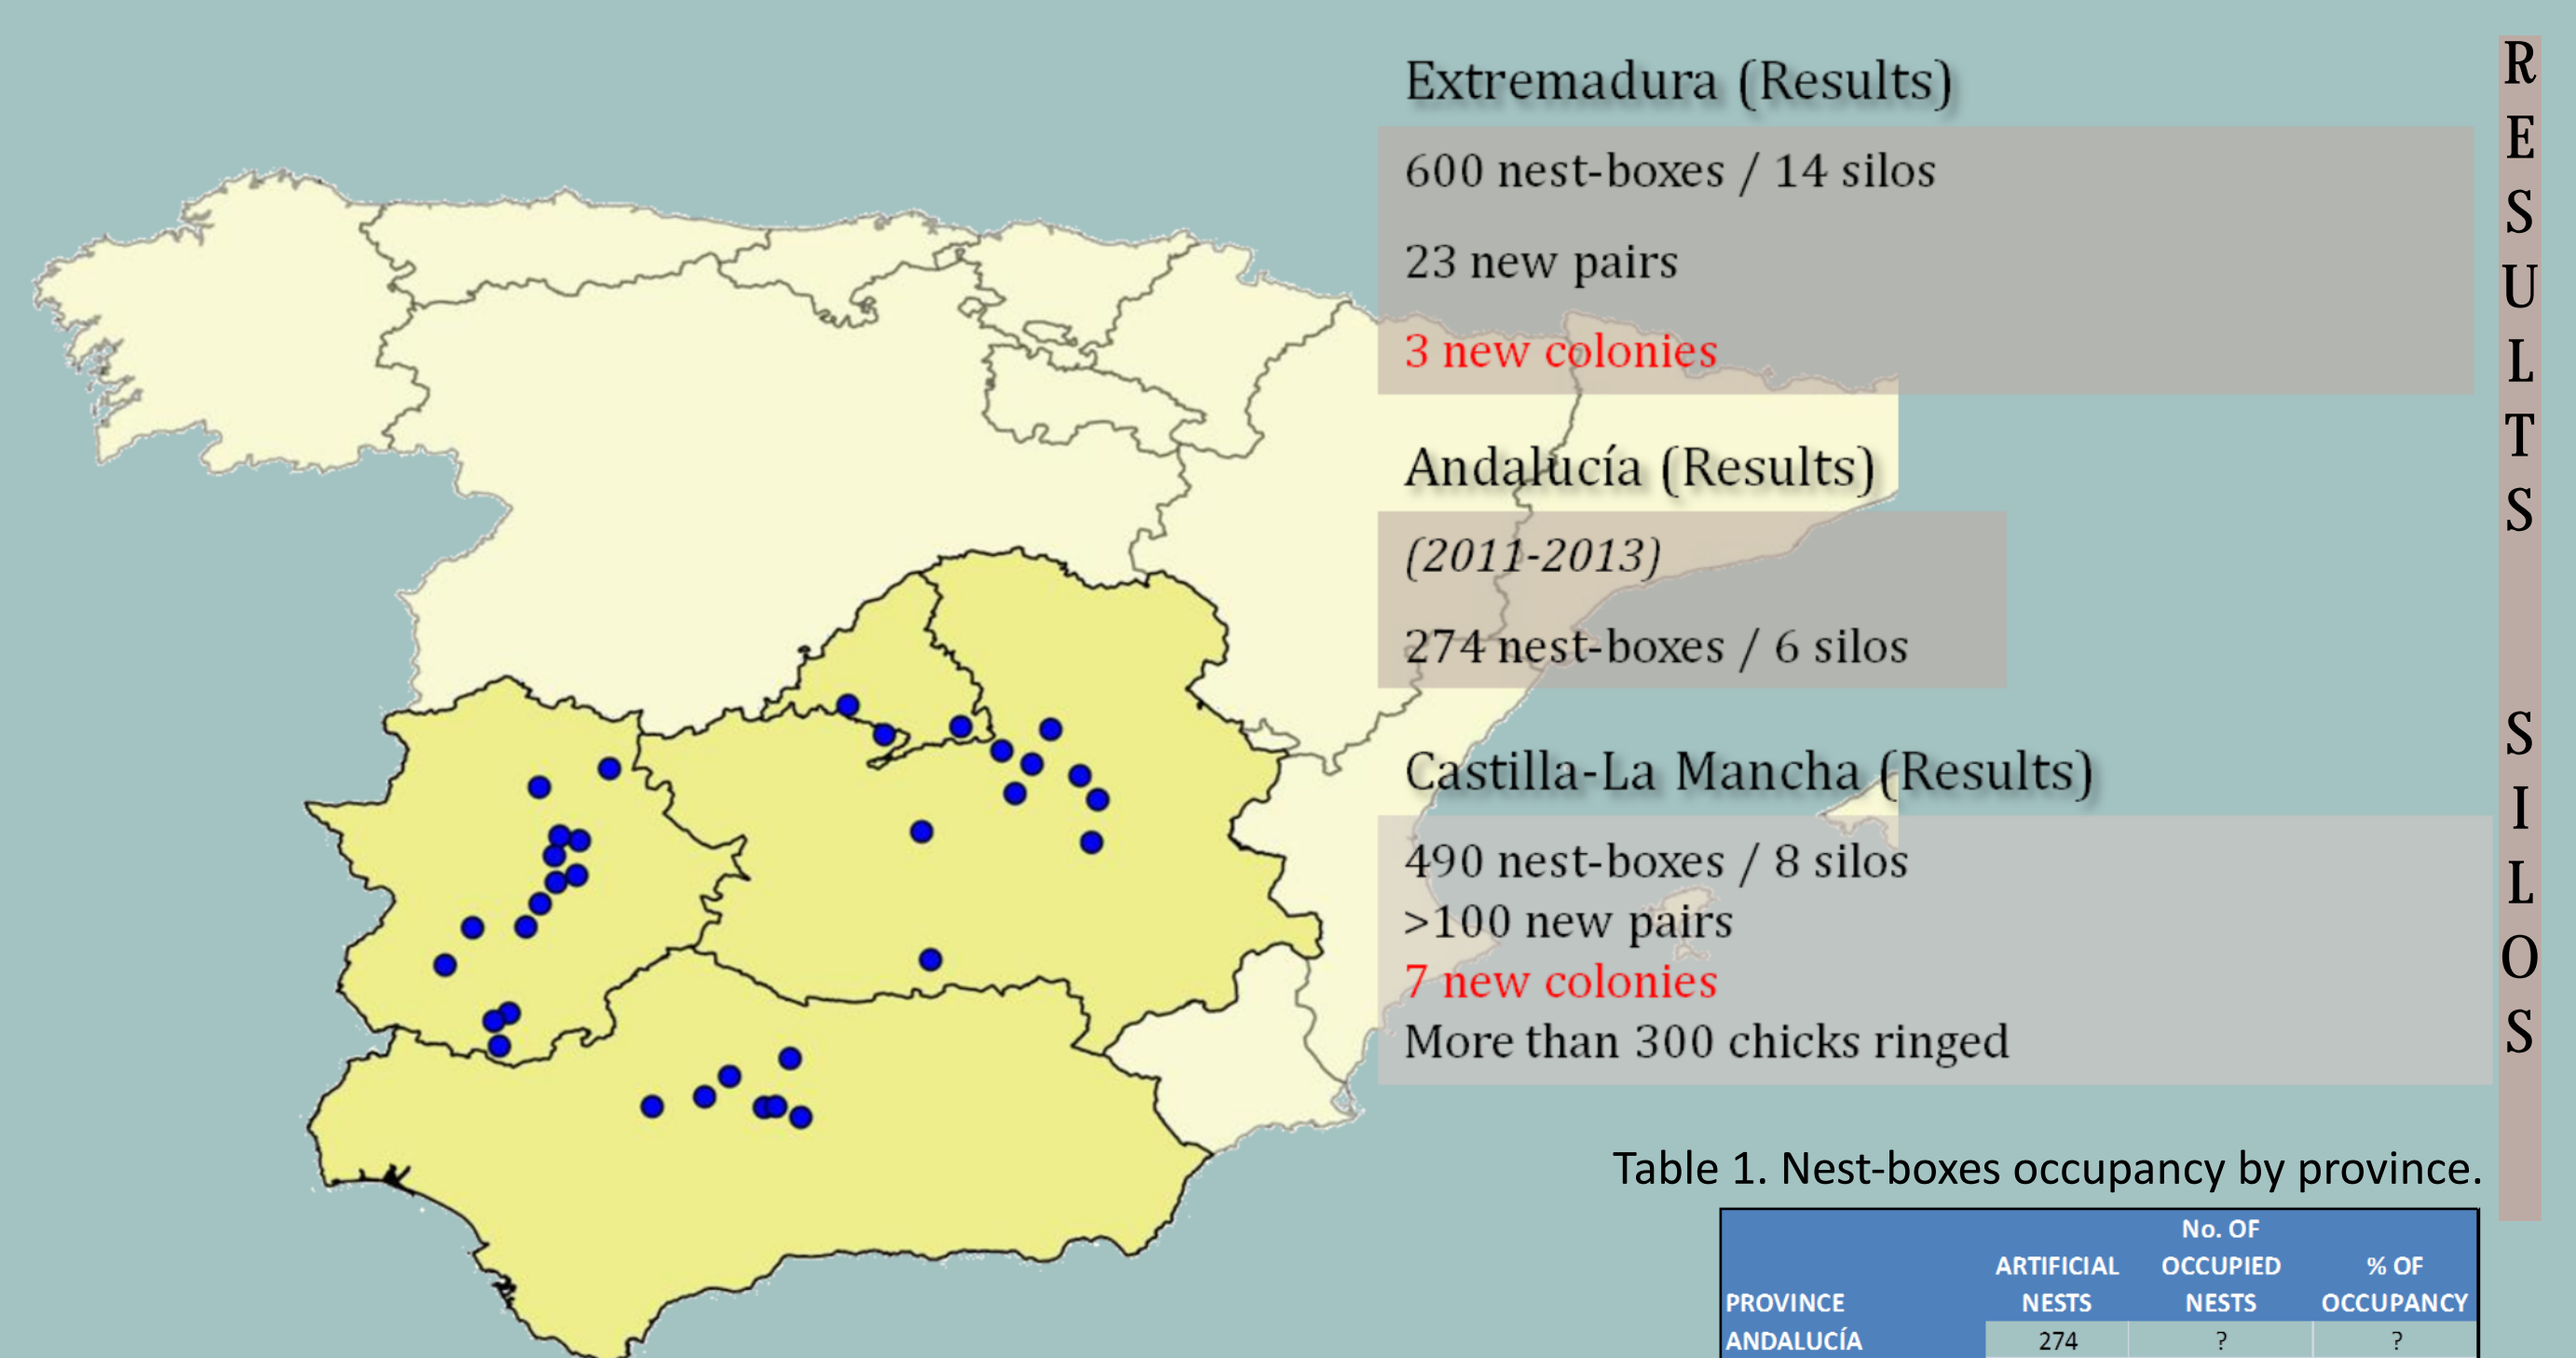 Extremadura (Results)
600 nest-boxes / 14 silos
23 new pairs
3 new colonies
Andalucía (Results)
(2011-2013)
274 nest-boxes / 6 silos
Castilla-La Mancha (Results)
490 nest-boxes / 8 silos
>100 new pairs
7 new colonies
More than 300 chicks ringed
RESULTS SILOS
Table 1. Nest-boxes occupancy by province.
PROVINCE ARTIFICIAL NESTS No. OF OCCUPIED NESTS % OF OCCUPANCY
ANDALUCÍA 274 ? ?